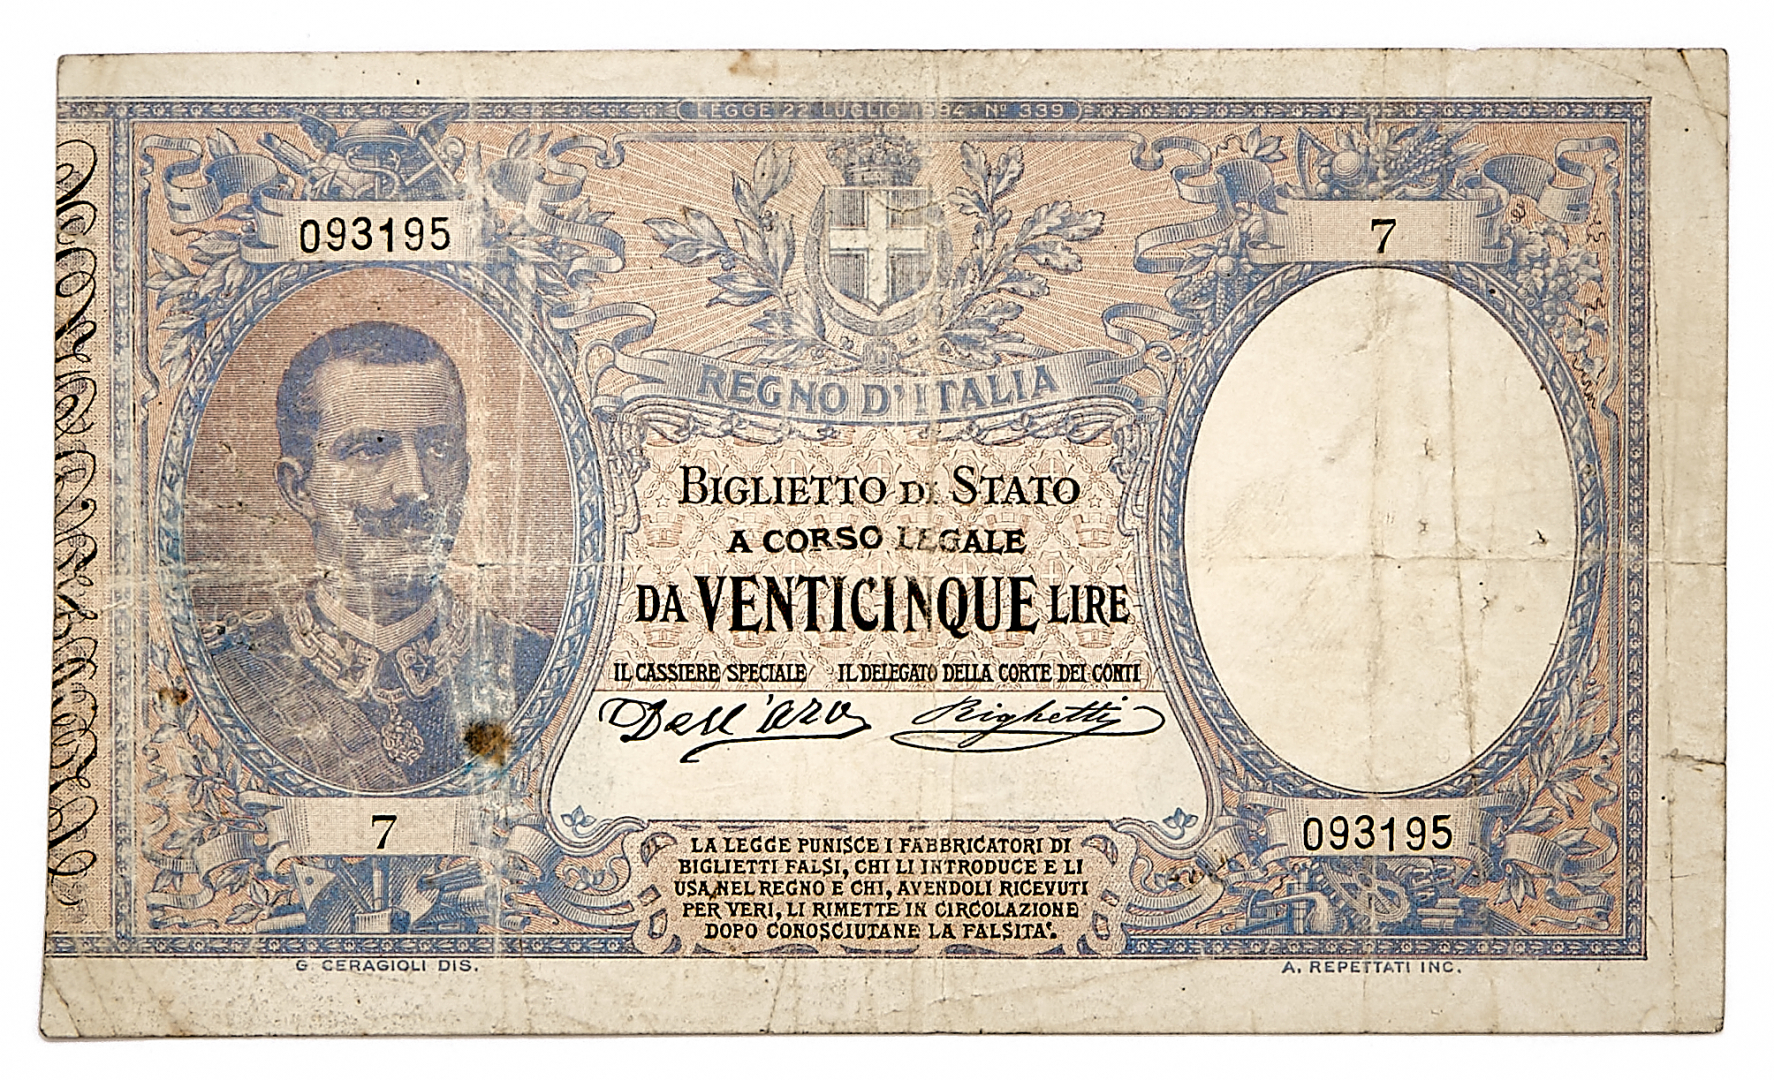 LEGGE 22 LUGLIO 1894 - Nº 339
093195
7
REGNO D'ITALIA
BIGLIETTO DI STATO
A CORSO LEGALE
DA VENTICINQUE LIRE
IL CASSIERE SPECIALE IL DELEGATO DELLA CORTE DEI CONTI
Dell'Ara Righetti
7
093195
LA LEGGE PUNISCE I FABBRICATORI DI
BIGLIETTI FALSI, CHI LI INTRODUCE E LI
USA NEL REGNO E CHI, AVENDOLI RICEVUTI
PER VERI, LI RIMETTE IN CIRCOLAZIONE
DOPO CONOSCIUTANE LA FALSITA'.
G. CERAGIOLI DIS.
A. REPETTATI INC.